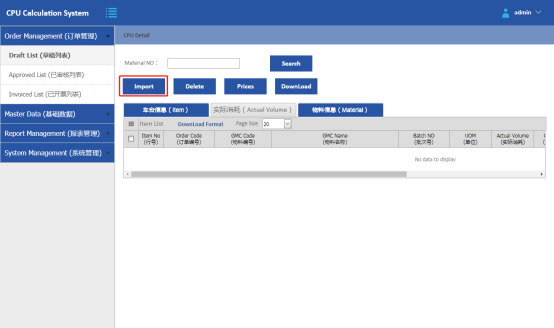 CPU Calculation System
admin
Order Management (订单管理)
CPU Detail
Draft List (草稿列表)
Approved List (已审核列表)
Invoiced List (已开票列表)
Master Data (基础数据)
Report Management (报表管理)
System Management (系统管理)
Material NO :
Search
Import
Delete
Prices
DownLoad
车台信息 ( Item )
实际消耗 ( Actual Volume )
物料信息 ( Material )
Item List
DownLoad Format
Page Size
20
Item No
(行号)
Order Code
(订单编号)
GMC Code
(物料编号)
GMC Name
(物料名称)
Batch NO
(批次号)
UOM
(单位)
Actual Volume
(实际消耗)
No data to display